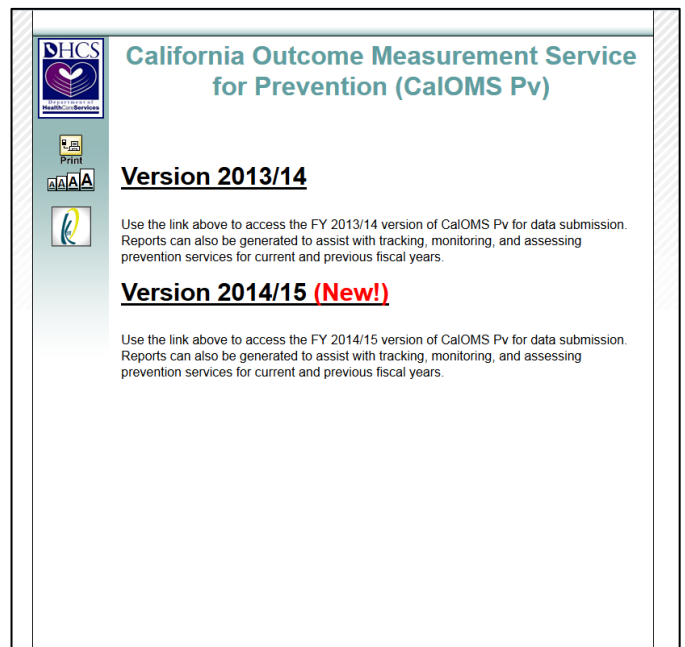 DHCS
Department of
HealthCareServices
California Outcome Measurement Service
for Prevention (CalOMS Pv)
Print
A A A A
Version 2013/14
Use the link above to access the FY 2013/14 version of CalOMS Pv for data submission.
Reports can also be generated to assist with tracking, monitoring, and assessing
prevention services for current and previous fiscal years.
Version 2014/15 (New!)
Use the link above to access the FY 2014/15 version of CalOMS Pv for data submission.
Reports can also be generated to assist with tracking, monitoring, and assessing
prevention services for current and previous fiscal years.